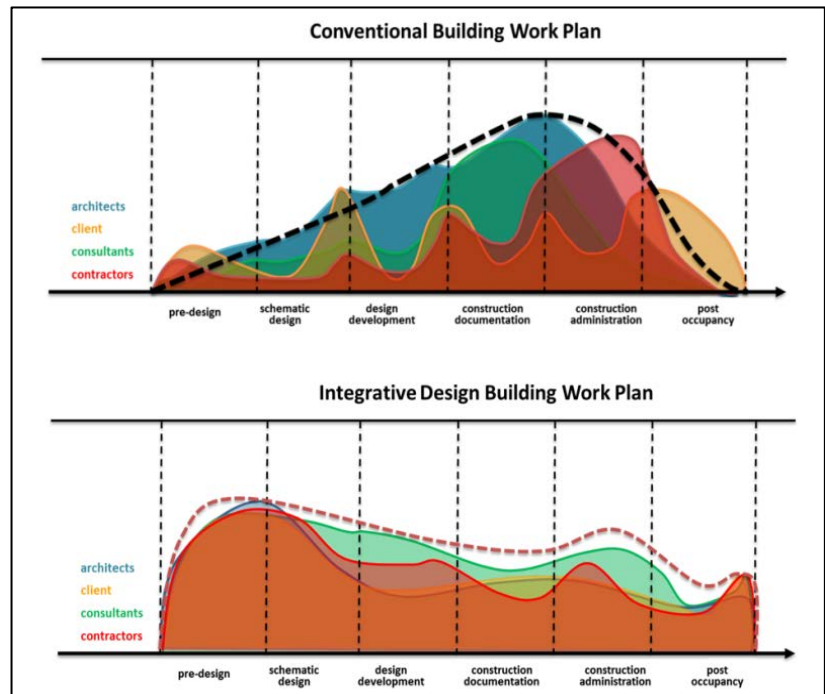 Conventional Building Work Plan
architects
client
consultants
contractors
pre-design
schematic
design
design
development
construction
documentation
construction
administration
post
occupancy
Integrative Design Building Work Plan
architects
client
consultants
contractors
pre-design
schematic
design
design
development
construction
documentation
construction
administration
post
occupancy